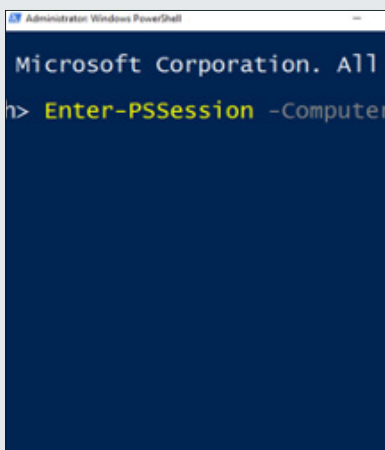 Administrator: Windows PowerShell
Microsoft Corporation. All
h> Enter-PSSession -Computer